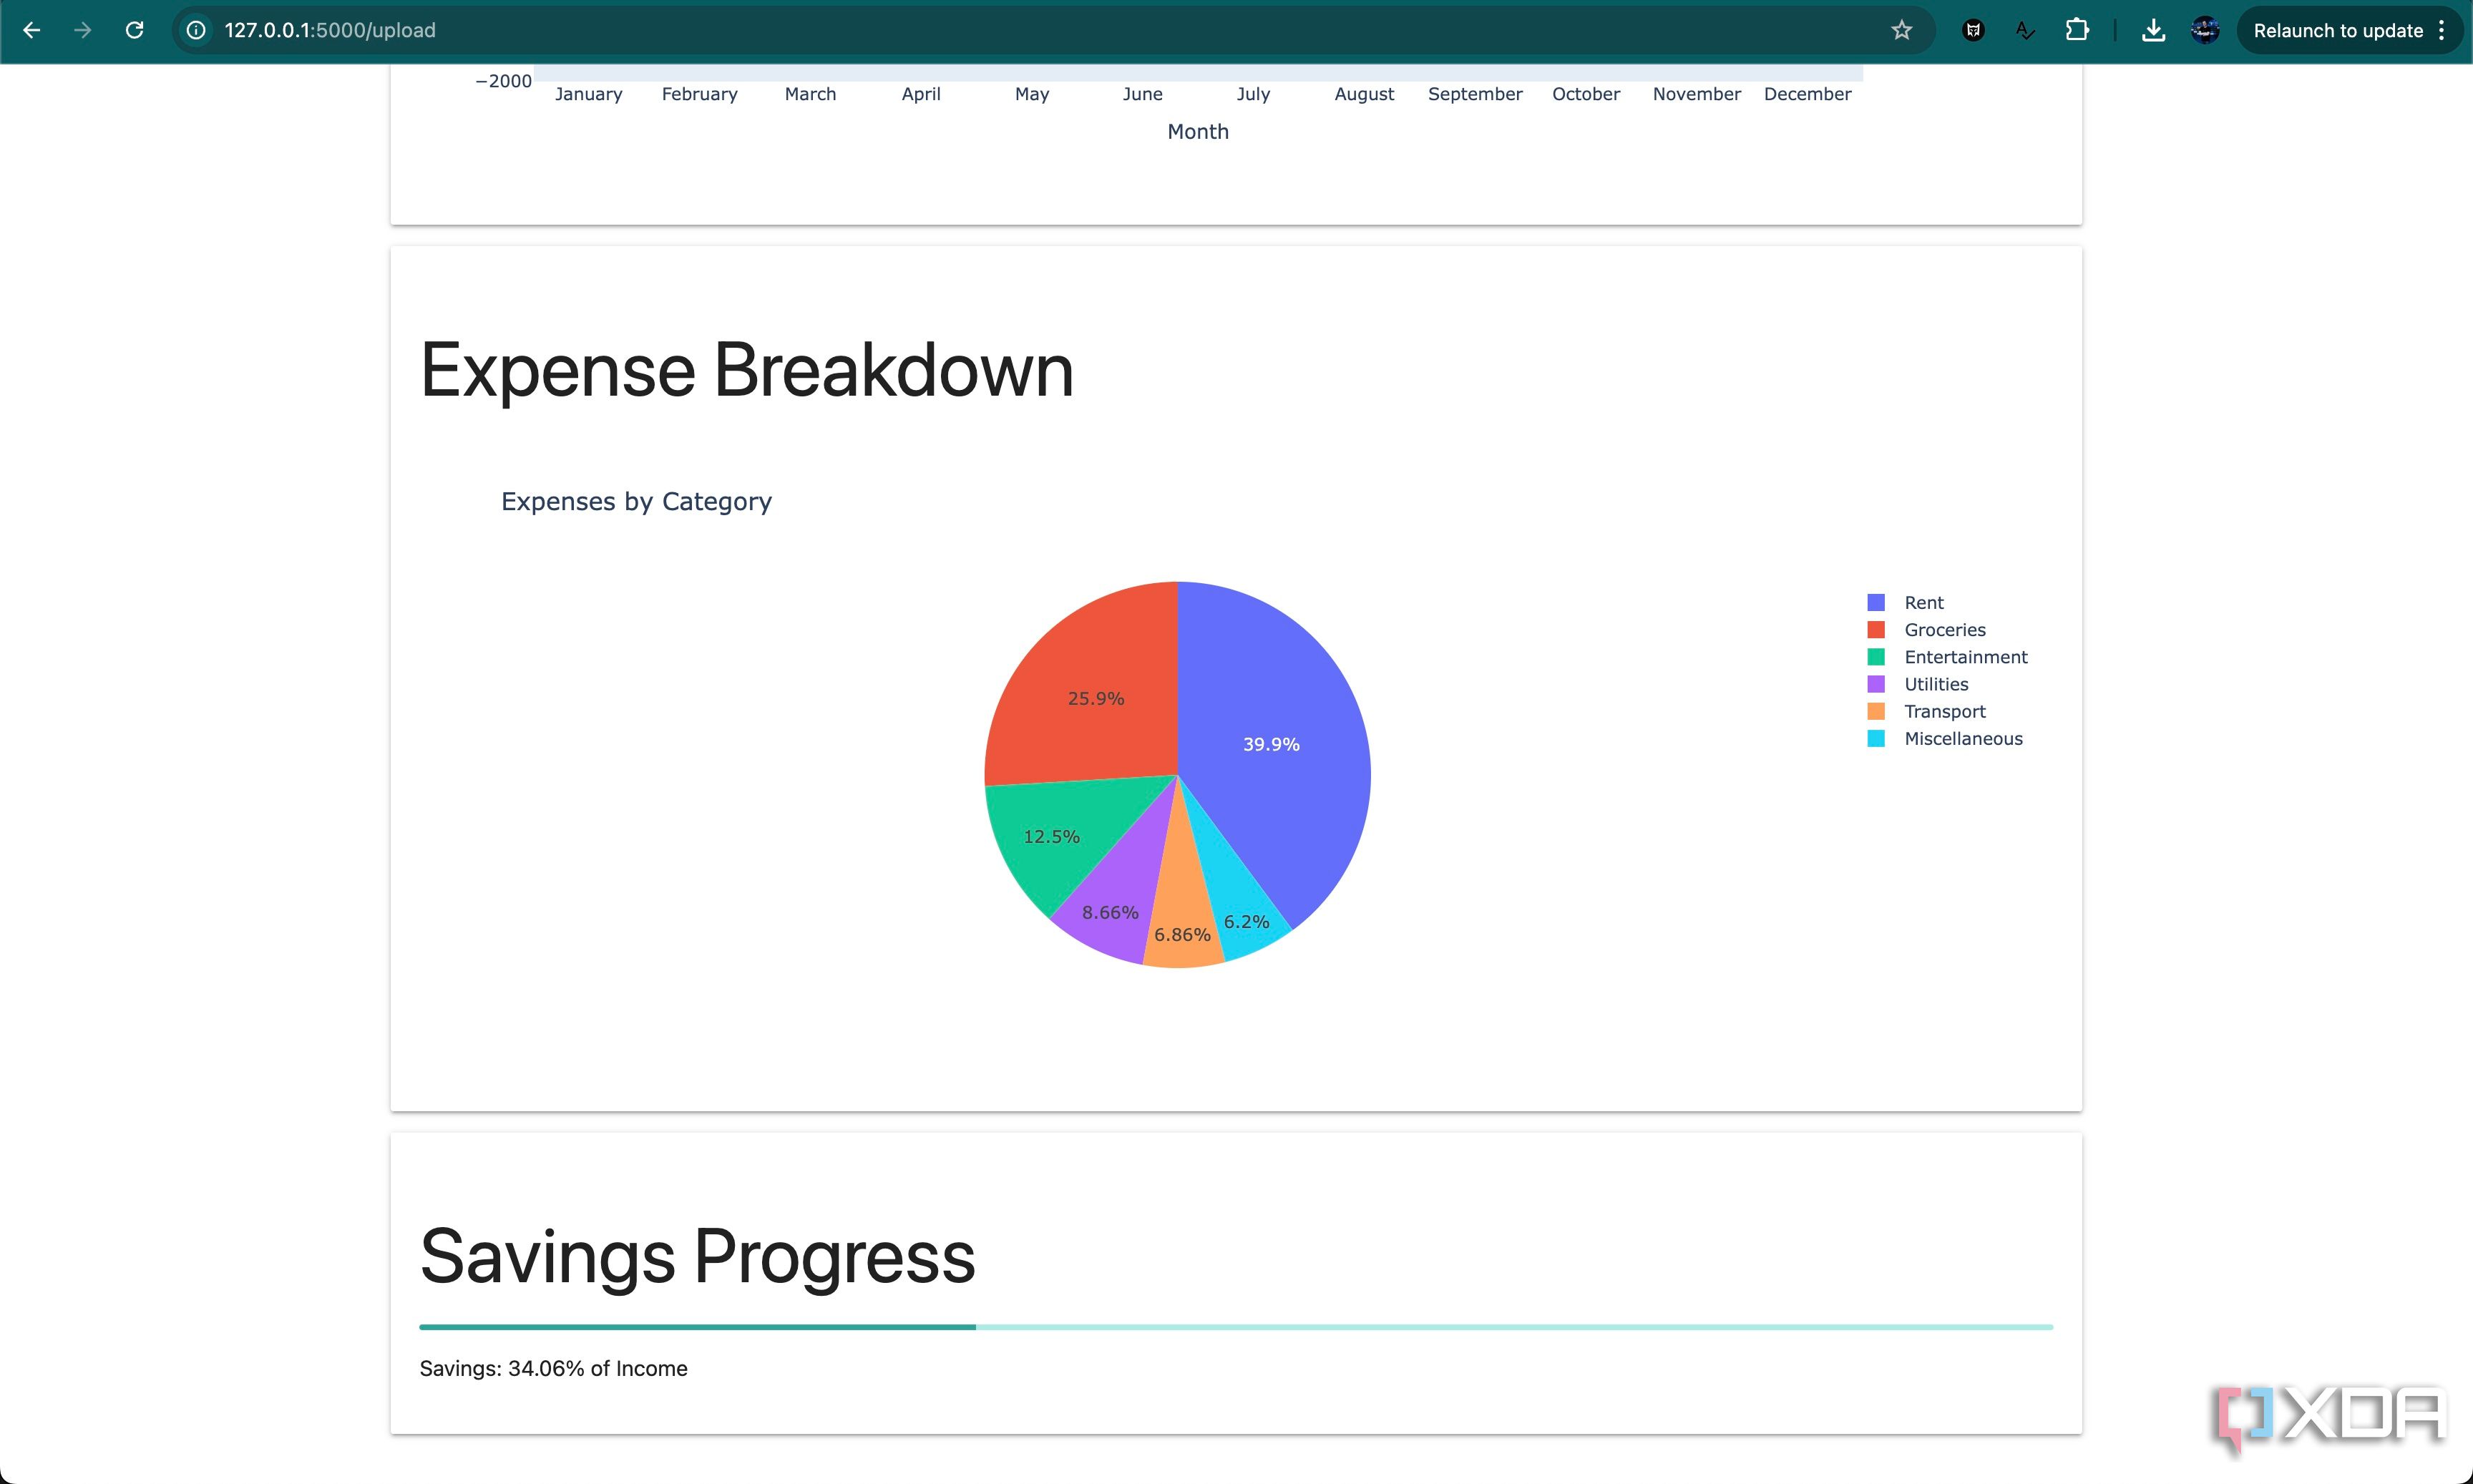 127.0.0.1:5000/upload
Relaunch to update
−2000
January February March April May June July August September October November December
Month
Expense Breakdown
Expenses by Category
Rent
Groceries
Entertainment
Utilities
Transport
Miscellaneous
25.9%
39.9%
12.5%
8.66%
6.86%
6.2%
Savings Progress
Savings: 34.06% of Income
XDA